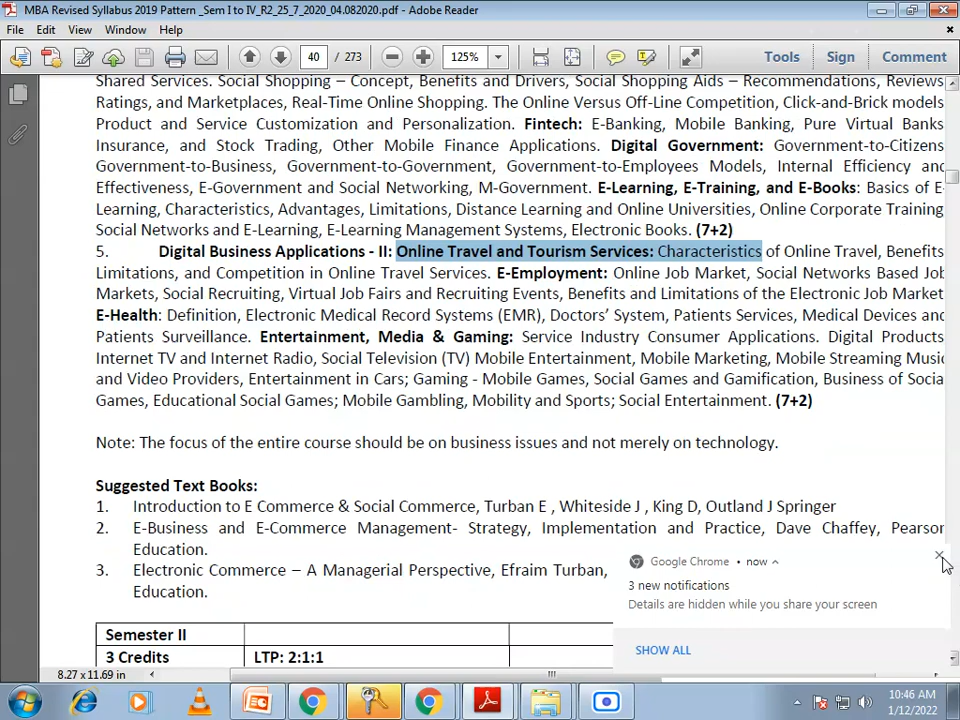 MBA Revised Syllabus 2019 Pattern _Sem I to IV_R2_25_7_2020_04.082020.pdf - Adobe Reader
File Edit View Window Help
40 / 273 125% Tools Sign Comment
Shared Services. Social Shopping – Concept, Benefits and Drivers, Social Shopping Aids – Recommendations, Reviews
Ratings, and Marketplaces, Real-Time Online Shopping. The Online Versus Off-Line Competition, Click-and-Brick models
Product and Service Customization and Personalization. Fintech: E-Banking, Mobile Banking, Pure Virtual Banks
Insurance, and Stock Trading, Other Mobile Finance Applications. Digital Government: Government-to-Citizens
Government-to-Business, Government-to-Government, Government-to-Employees Models, Internal Efficiency and
Effectiveness, E-Government and Social Networking, M-Government. E-Learning, E-Training, and E-Books: Basics of E-
Learning, Characteristics, Advantages, Limitations, Distance Learning and Online Universities, Online Corporate Training
Social Networks and E-Learning, E-Learning Management Systems, Electronic Books. (7+2)
5. Digital Business Applications - II: Online Travel and Tourism Services: Characteristics of Online Travel, Benefits
Limitations, and Competition in Online Travel Services. E-Employment: Online Job Market, Social Networks Based Job
Markets, Social Recruiting, Virtual Job Fairs and Recruiting Events, Benefits and Limitations of the Electronic Job Market
E-Health: Definition, Electronic Medical Record Systems (EMR), Doctors’ System, Patients Services, Medical Devices and
Patients Surveillance. Entertainment, Media & Gaming: Service Industry Consumer Applications. Digital Products
Internet TV and Internet Radio, Social Television (TV) Mobile Entertainment, Mobile Marketing, Mobile Streaming Music
and Video Providers, Entertainment in Cars; Gaming - Mobile Games, Social Games and Gamification, Business of Social
Games, Educational Social Games; Mobile Gambling, Mobility and Sports; Social Entertainment. (7+2)
Note: The focus of the entire course should be on business issues and not merely on technology.
Suggested Text Books:
1. Introduction to E Commerce & Social Commerce, Turban E , Whiteside J , King D, Outland J Springer
2. E-Business and E-Commerce Management- Strategy, Implementation and Practice, Dave Chaffey, Pearson
Education.
3. Electronic Commerce – A Managerial Perspective, Efraim Turban,
Education.
Google Chrome • now
3 new notifications
Details are hidden while you share your screen
SHOW ALL
Semester II
3 Credits LTP: 2:1:1
8.27 x 11.69 in
10:46 AM
1/12/2022